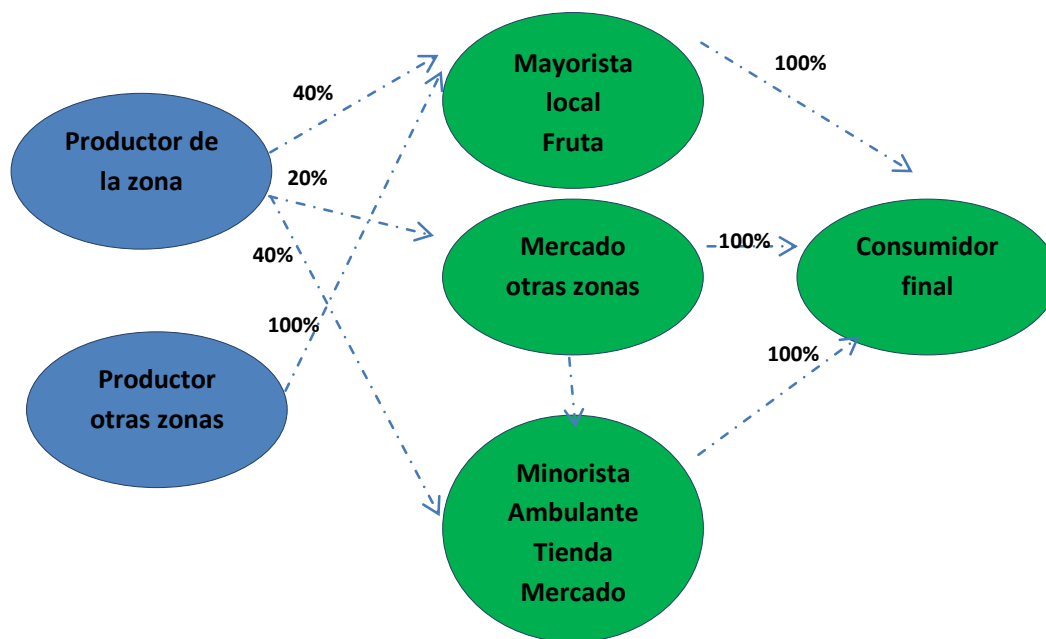 Mayorista
local
Fruta
100%
40%
Productor de
la zona
20%
Mercado
otras zonas
100%
Consumidor
final
40%
100%
Productor
otras zonas
100%
Minorista
Ambulante
Tienda
Mercado